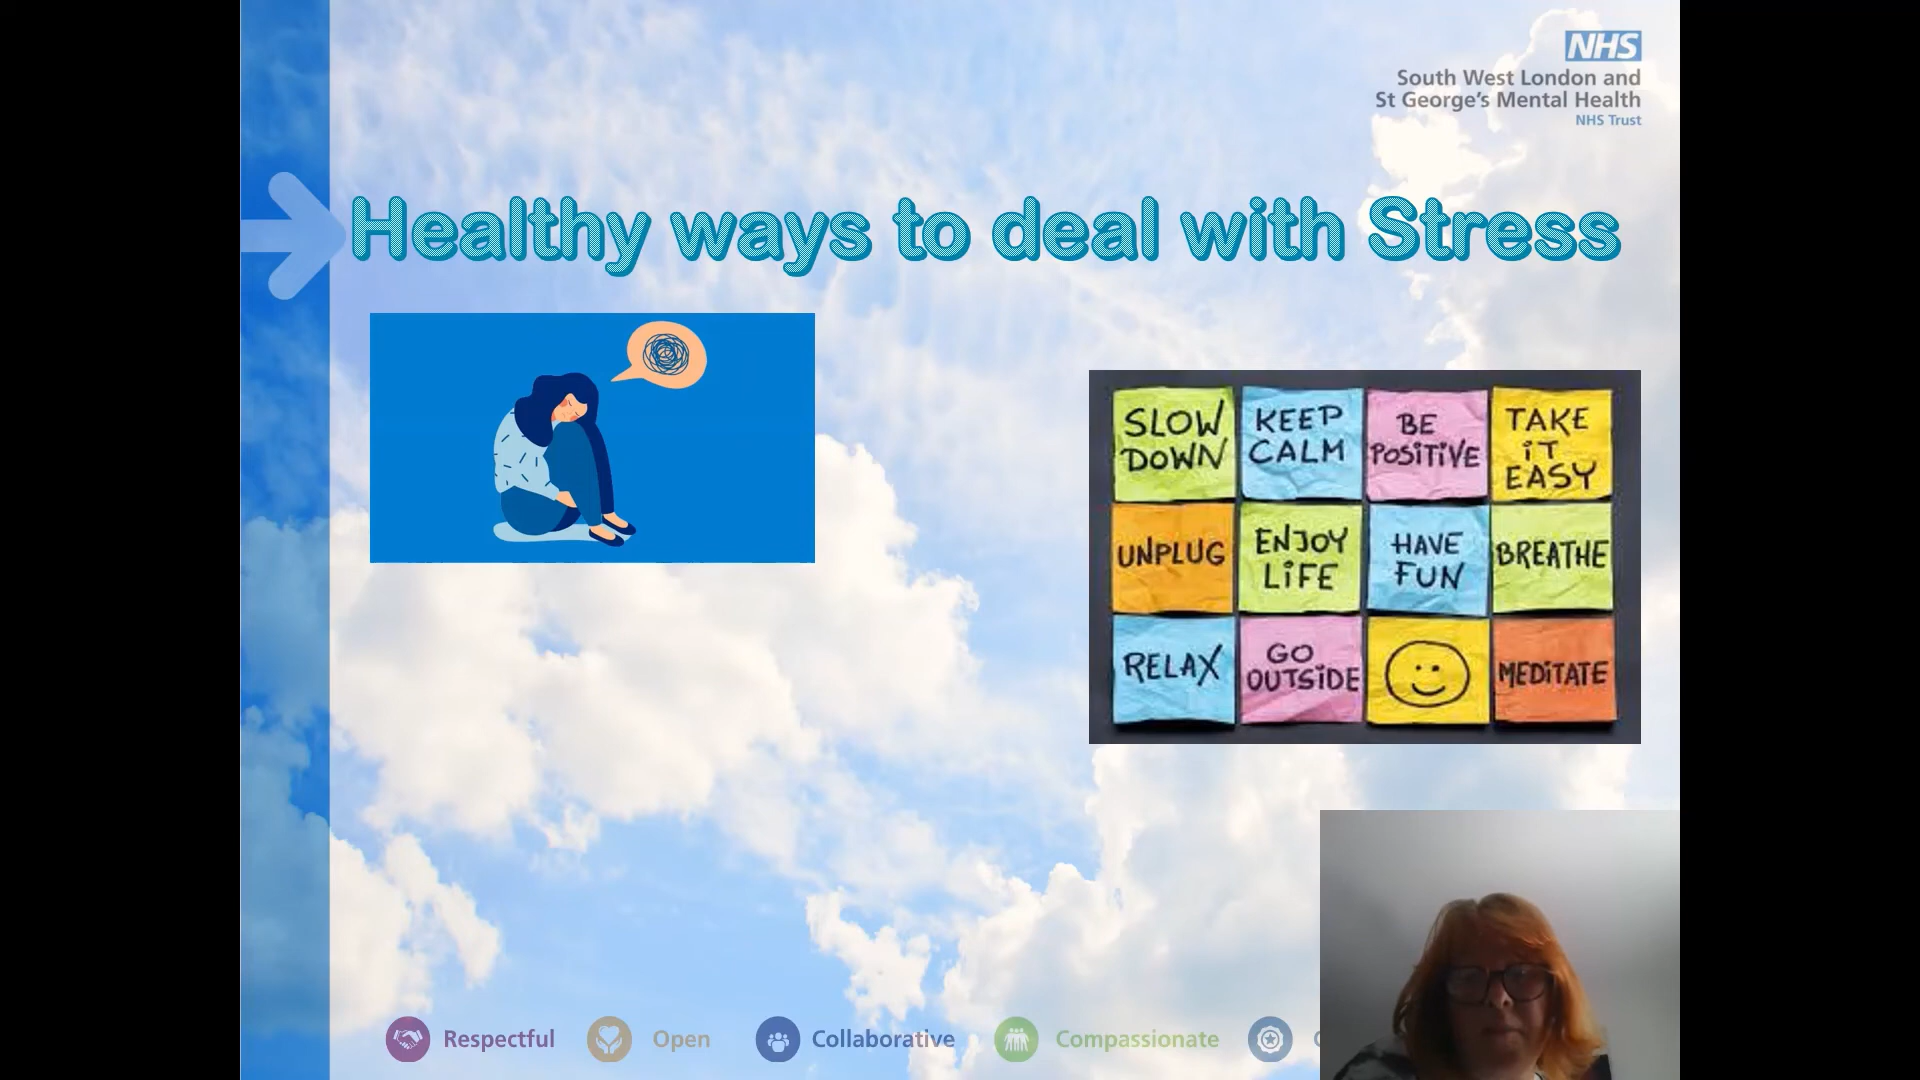 NHS
South West London and
St George's Mental Health
NHS Trust
Healthy ways to deal with Stress
SLOW DOWN
KEEP CALM
BE POSITIVE
TAKE iT EASY
UNPLUG
ENJOY LiFE
HAVE FUN
BREATHE
RELAX
GO OUTSiDE
MEDiTATE
Respectful
Open
Collaborative
Compassionate